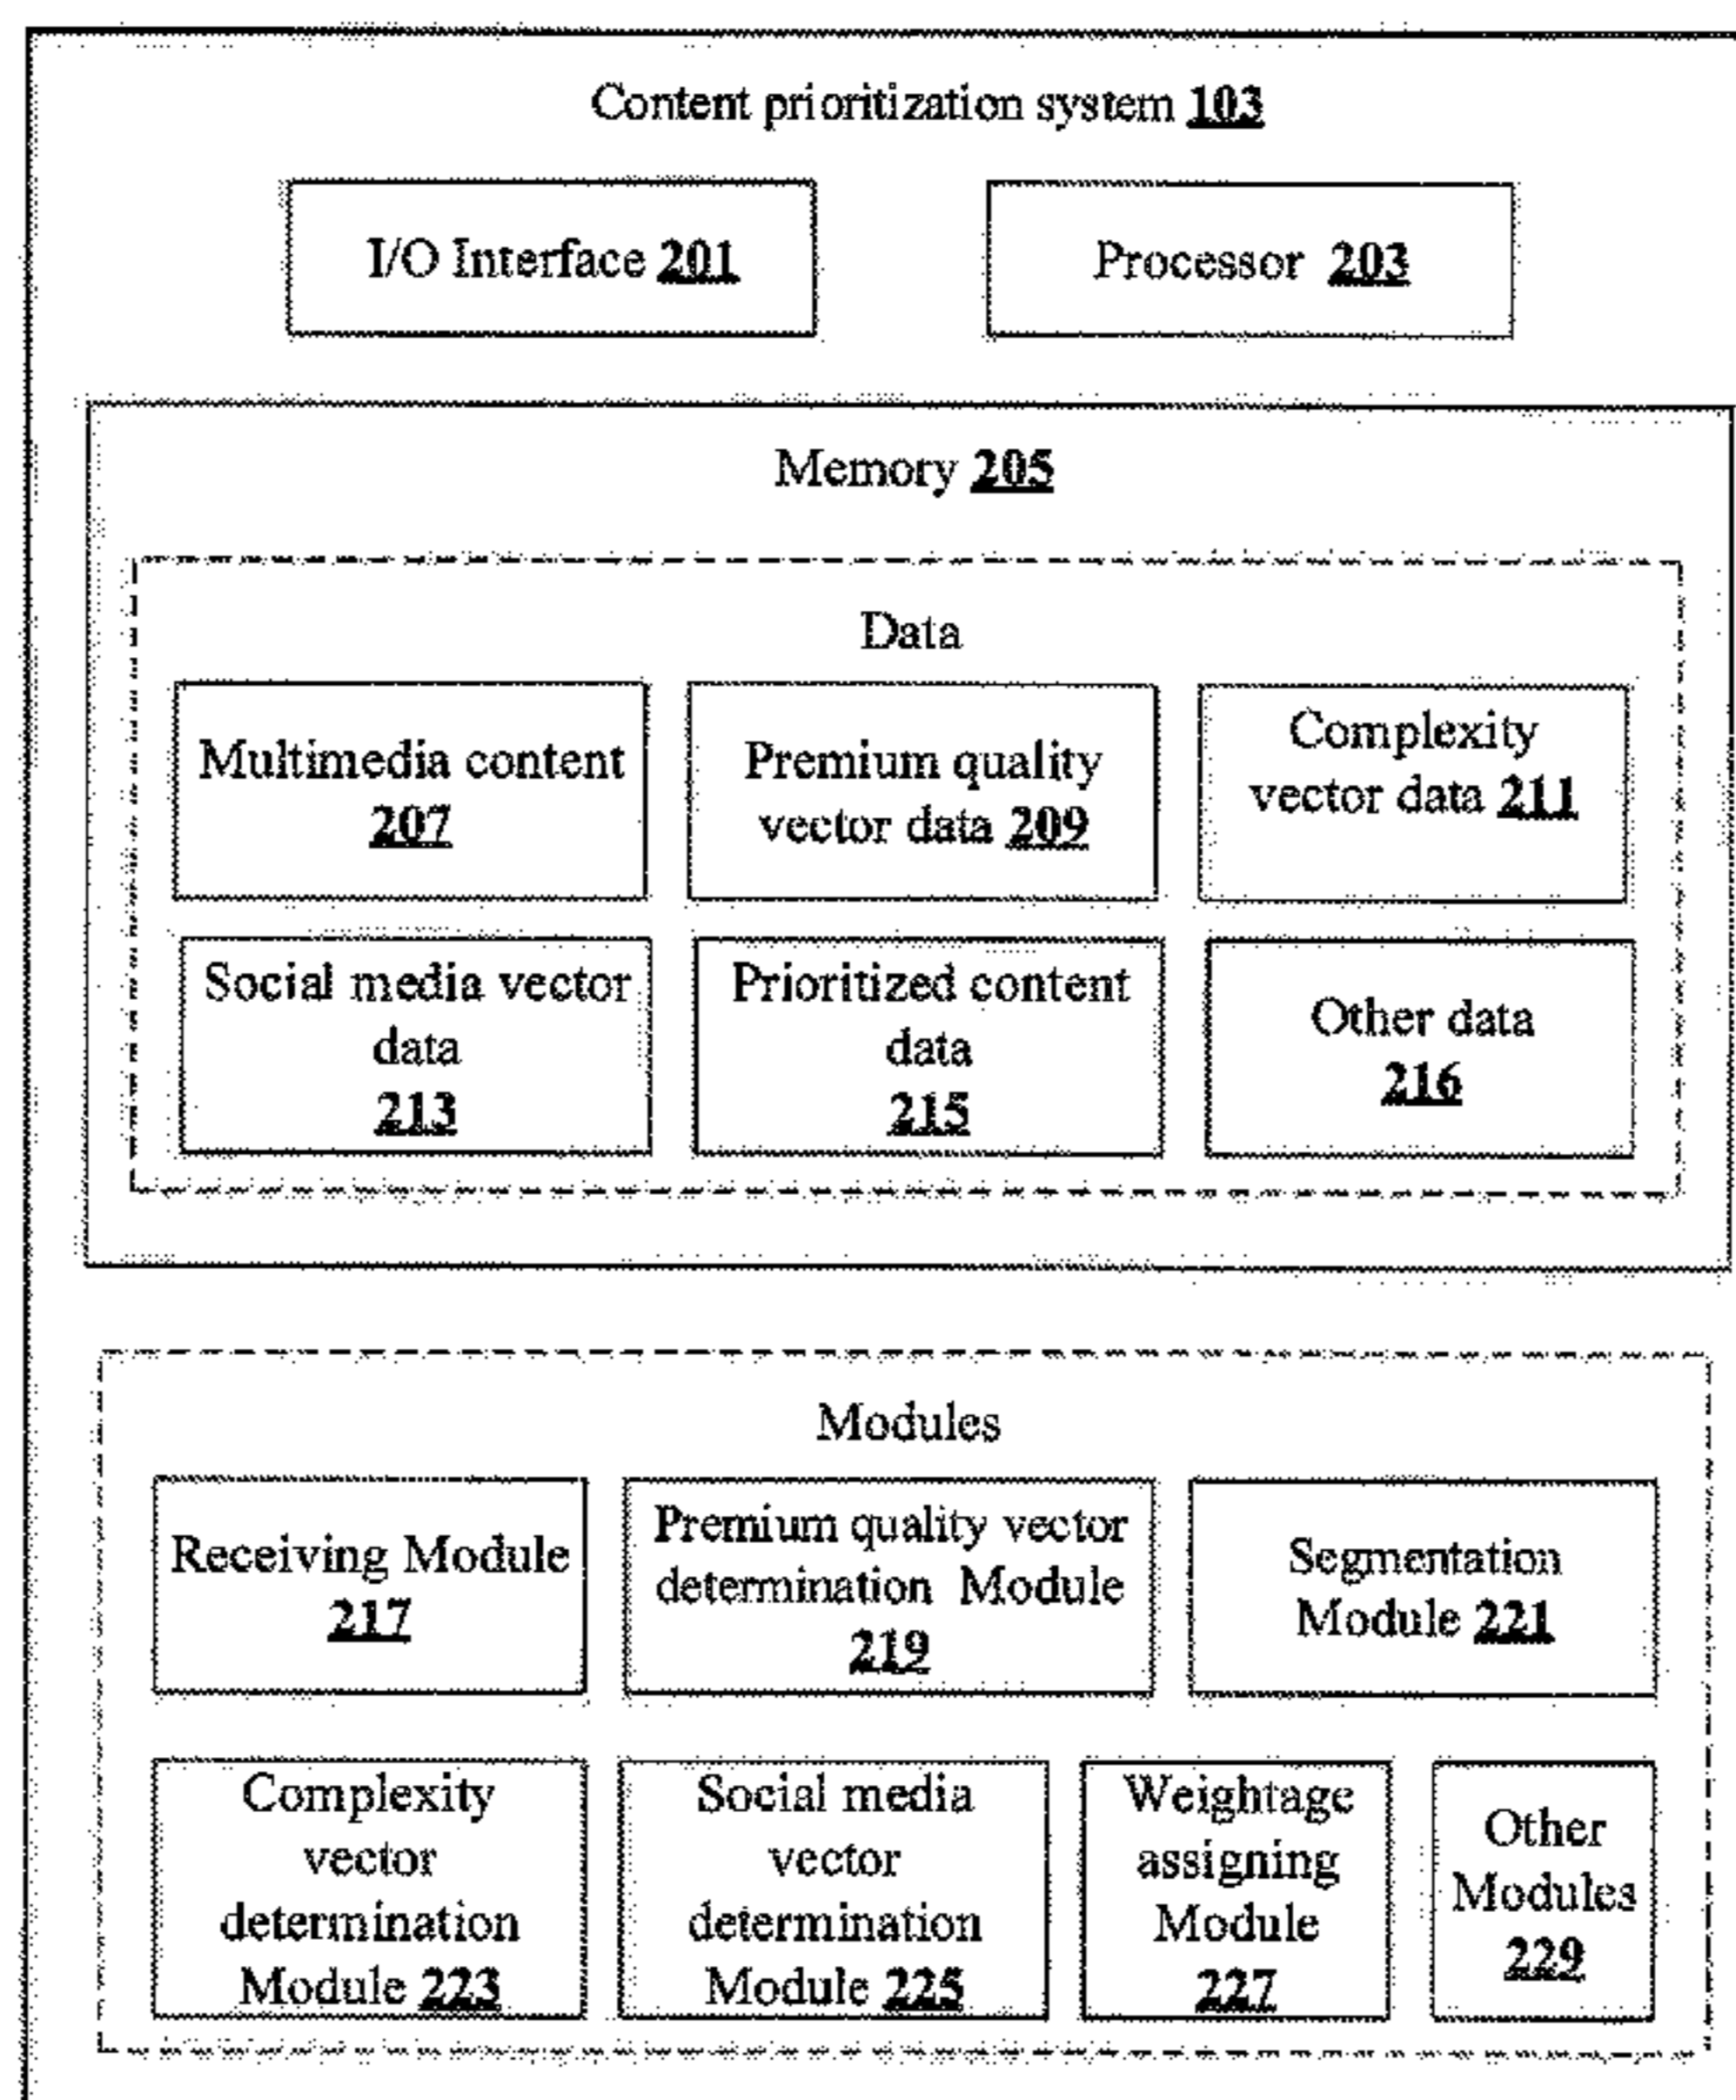 Content prioritization system 103
I/O Interface 201
Processor 203
Memory 205
Data
Multimedia content
207
Premium quality
vector data 209
Complexity
vector data 211
Social media vector
data
213
Prioritized content
data
215
Other data
216
Modules
Receiving Module
217
Premium quality vector
determination Module
219
Segmentation
Module 221
Complexity
vector
determination
Module 223
Social media
vector
determination
Module 225
Weightage
assigning
Module
227
Other
Modules
229